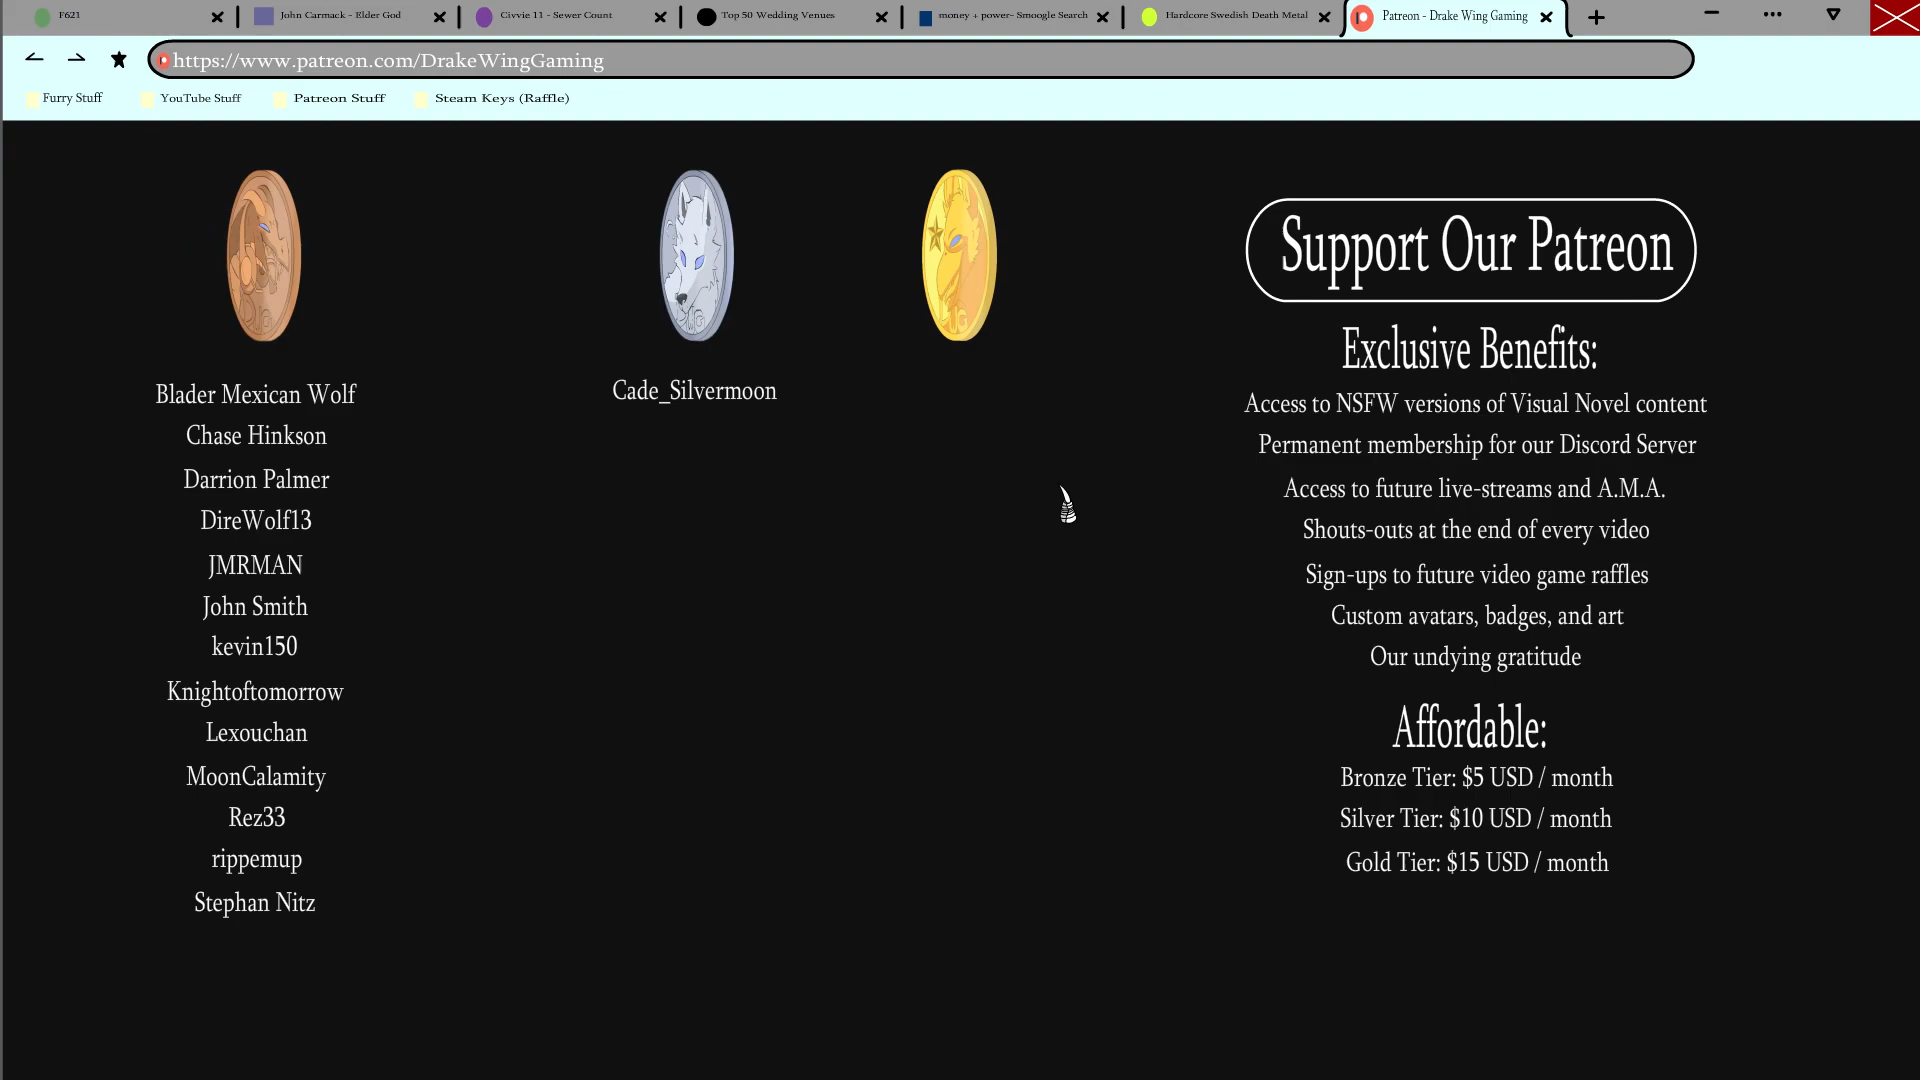 F621
John Carmack - Elder God
Civvie 11 - Sewer Count
Top 50 Wedding Venues
money + power- Smoogle Search
Hardcore Swedish Death Metal
Patreon - Drake Wing Gaming
https://www.patreon.com/DrakeWingGaming
Furry Stuff
YouTube Stuff
Patreon Stuff
Steam Keys (Raffle)
Blader Mexican Wolf
Chase Hinkson
Darrion Palmer
DireWolf13
JMRMAN
John Smith
kevin150
Knightoftomorrow
Lexouchan
MoonCalamity
Rez33
rippemup
Stephan Nitz
Cade_Silvermoon
Support Our Patreon
Exclusive Benefits:
Access to NSFW versions of Visual Novel content
Permanent membership for our Discord Server
Access to future live-streams and A.M.A.
Shouts-outs at the end of every video
Sign-ups to future video game raffles
Custom avatars, badges, and art
Our undying gratitude
Affordable:
Bronze Tier: $5 USD / month
Silver Tier: $10 USD / month
Gold Tier: $15 USD / month